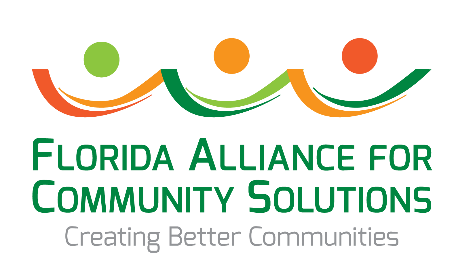 FLORIDA ALLIANCE FOR
COMMUNITY SOLUTIONS
Creating Better Communities